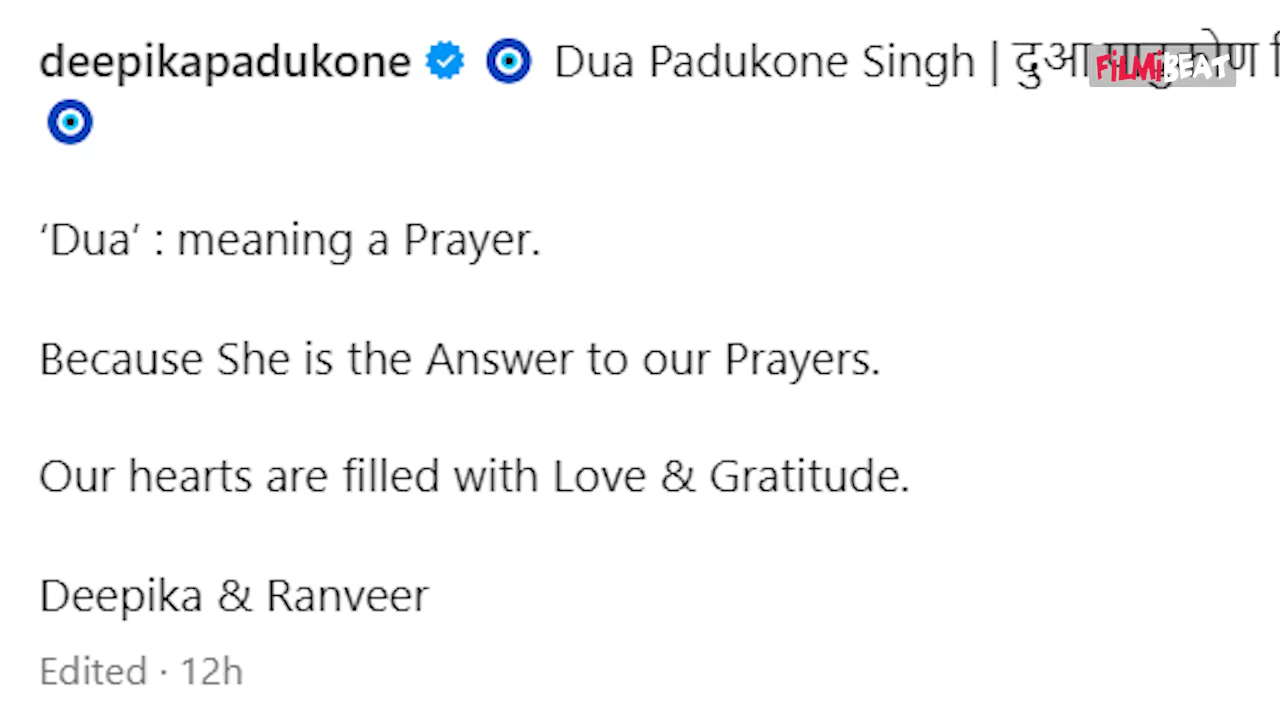 deepikapadukone 🧿 Dua Padukone Singh | दुआ
FILMiBEAT
🧿
‘Dua’ : meaning a Prayer.
Because She is the Answer to our Prayers.
Our hearts are filled with Love & Gratitude.
Deepika & Ranveer
Edited · 12h